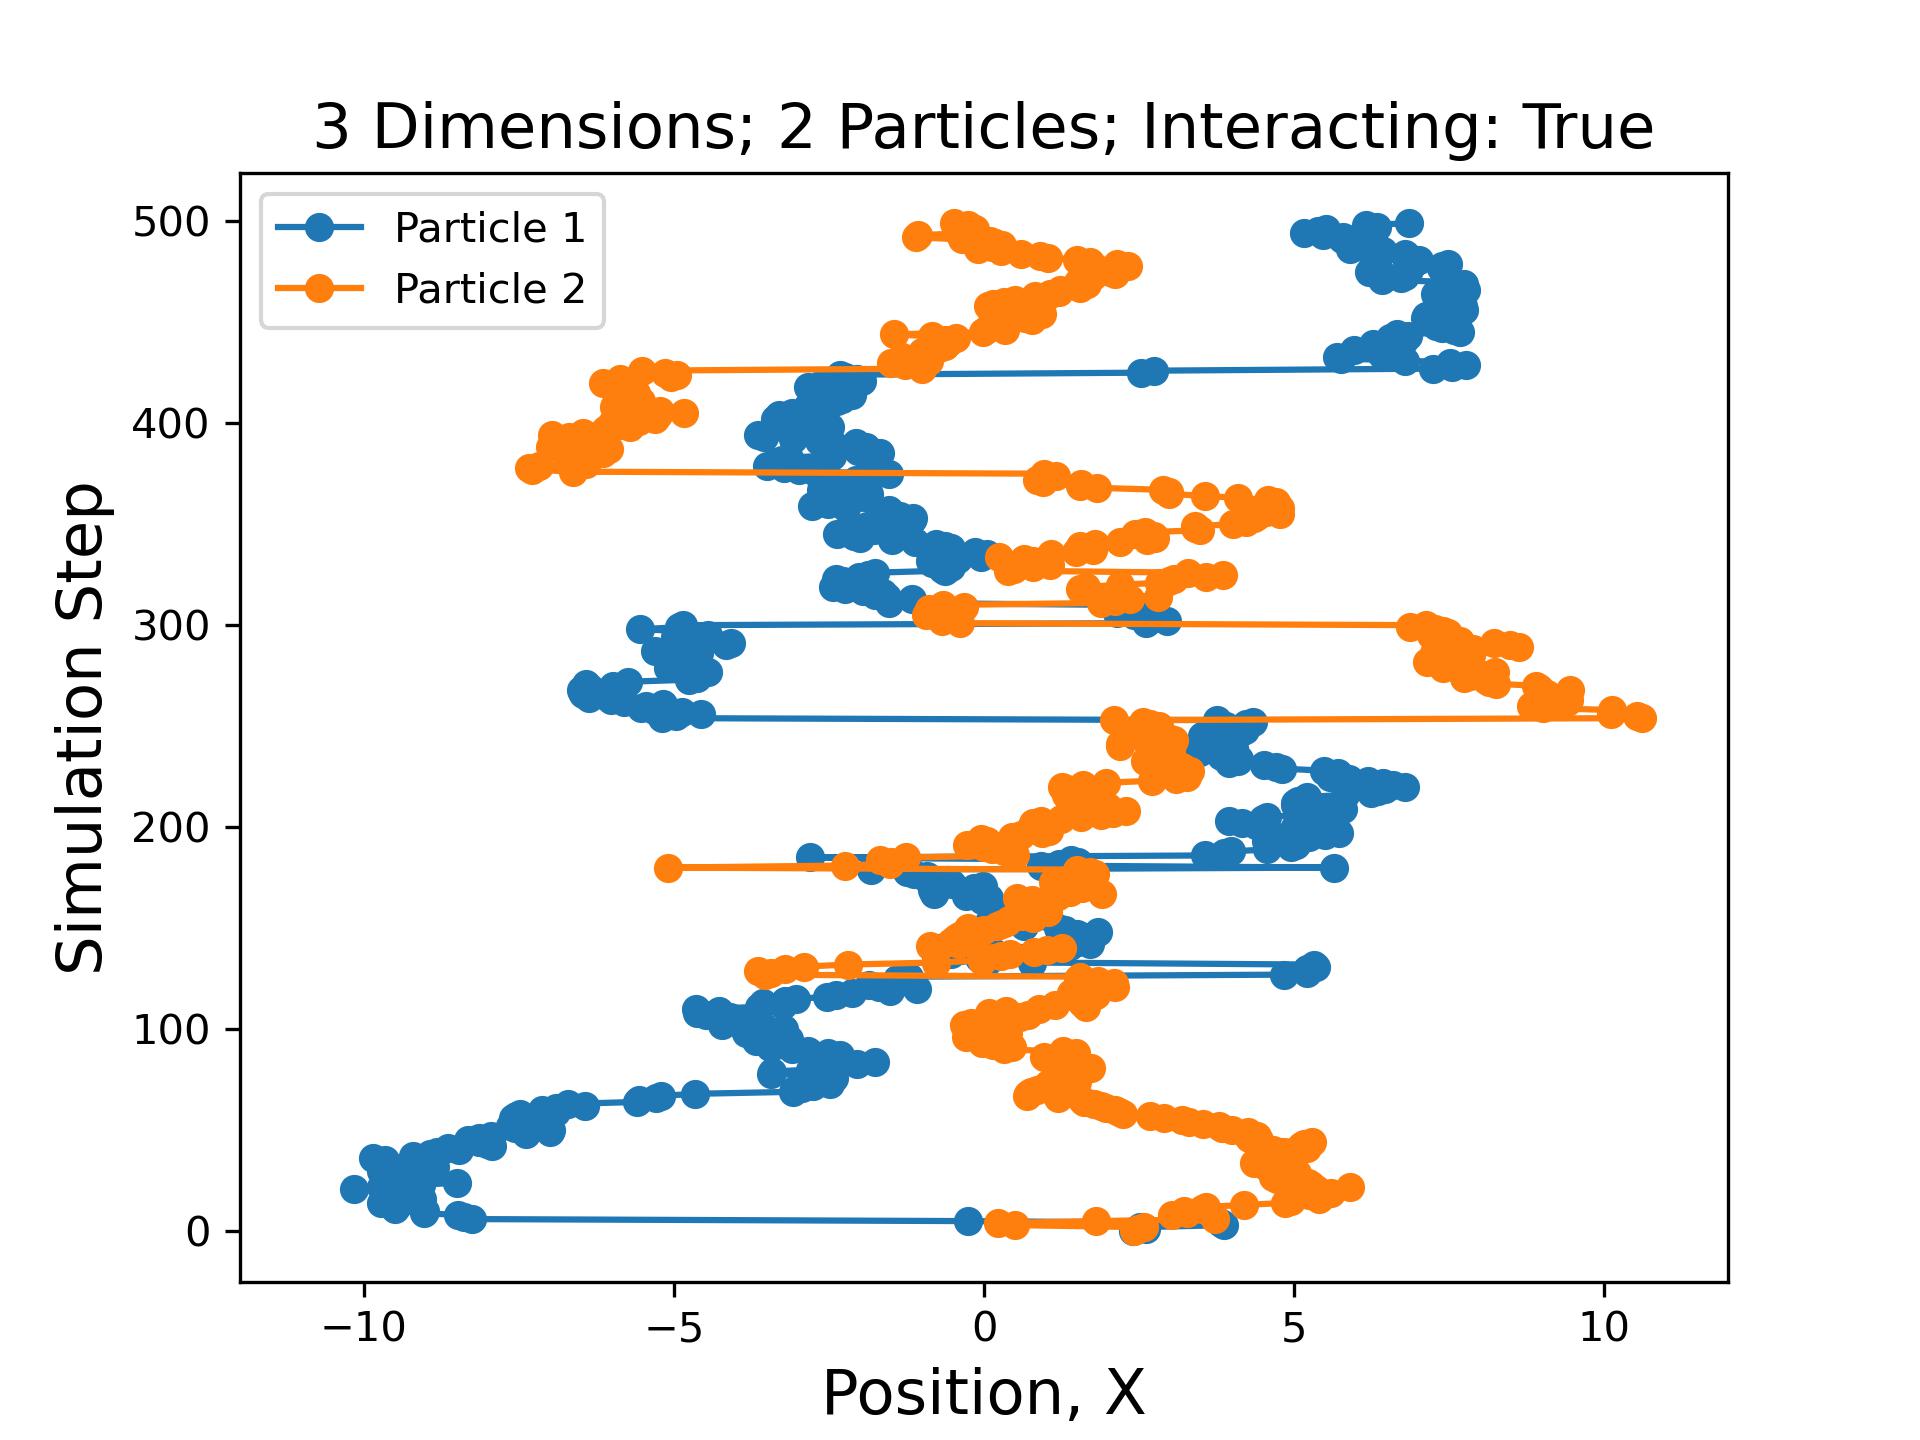 3 Dimensions; 2 Particles; Interacting: True
Particle 1
Particle 2
500
400
300
200
100
0
Simulation Step
−10
−5
0
5
10
Position, X